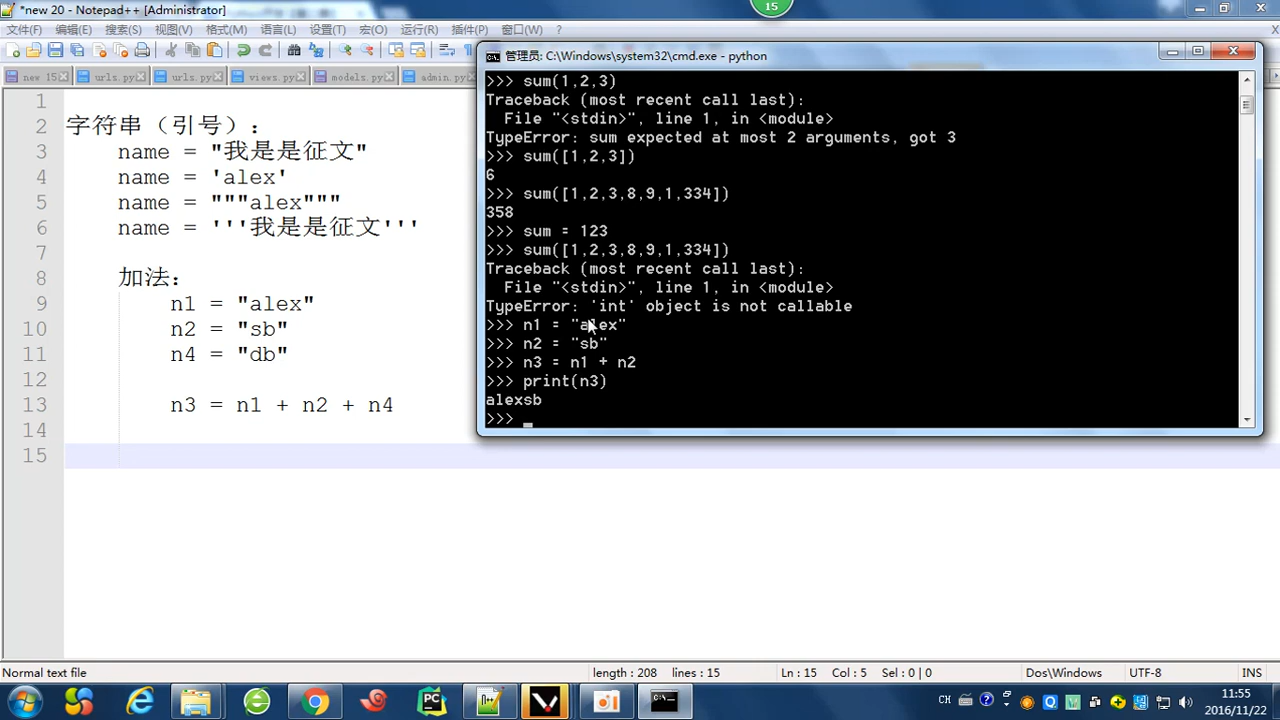 *new 20 - Notepad++ [Administrator]
15
文件(F) 编辑(E) 搜索(S) 视图(V) 格式(M) 语言(L) 设置(T) 宏(O) 运行(R) 插件(P) 窗口(W) ?
X
new 15 urls.py urls.py views.py models.py admin.py
1
2 字符串（引号）：
3 name = "我是是征文"
4 name = 'alex'
5 name = """alex"""
6 name = '''我是是征文'''
7
8 加法：
9 n1 = "alex"
10 n2 = "sb"
11 n4 = "db"
12
13 n3 = n1 + n2 + n4
14
15
管理员: C:\Windows\system32\cmd.exe - python
>>> sum(1,2,3)
Traceback (most recent call last):
File "<stdin>", line 1, in <module>
TypeError: sum expected at most 2 arguments, got 3
>>> sum([1,2,3])
6
>>> sum([1,2,3,8,9,1,334])
358
>>> sum = 123
>>> sum([1,2,3,8,9,1,334])
Traceback (most recent call last):
File "<stdin>", line 1, in <module>
TypeError: 'int' object is not callable
>>> n1 = "alex"
>>> n2 = "sb"
>>> n3 = n1 + n2
>>> print(n3)
alexsb
>>>
Normal text file length : 208 lines : 15 Ln : 15 Col : 5 Sel : 0 | 0 Dos\Windows UTF-8 INS
CH
11:55
2016/11/22